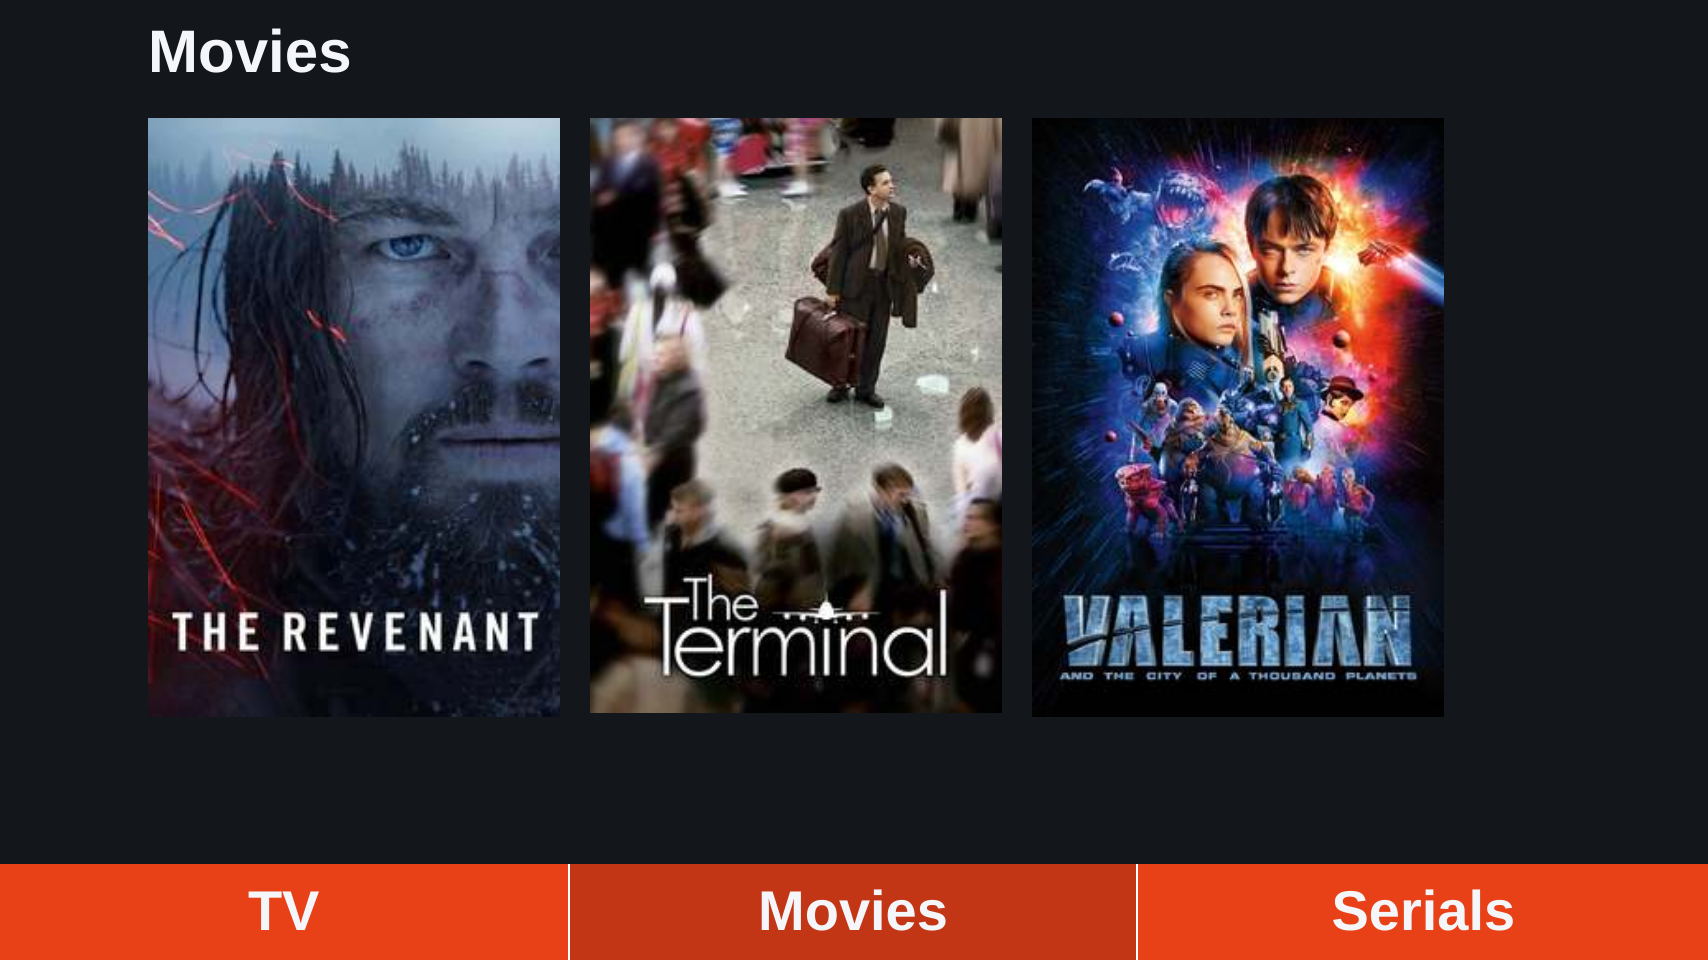 Movies
THE REVENANT
The
Terminal
VALERIAN
AND THE CITY OF A THOUSAND PLANETS
TV
Movies
Serials